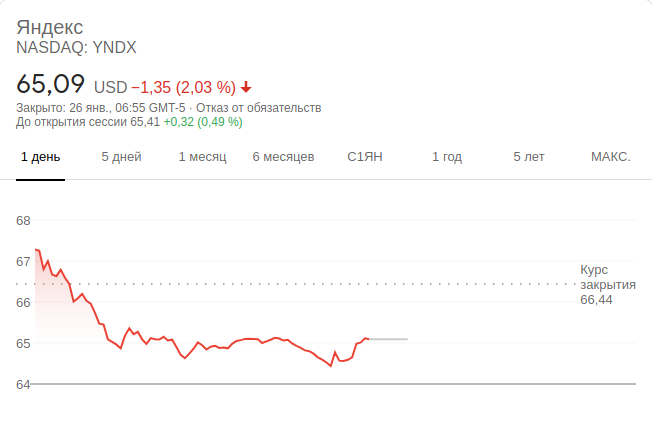 Яндекс
NASDAQ: YNDX
65,09 USD −1,35 (2,03 %)
Закрыто: 26 янв., 06:55 GMT-5 · Отказ от обязательств
До открытия сессии 65,41 +0,32 (0,49 %)
1 день 5 дней 1 месяц 6 месяцев С1ЯН 1 год 5 лет МАКС.
68
67
66
65
64
Курс
закрытия
66,44